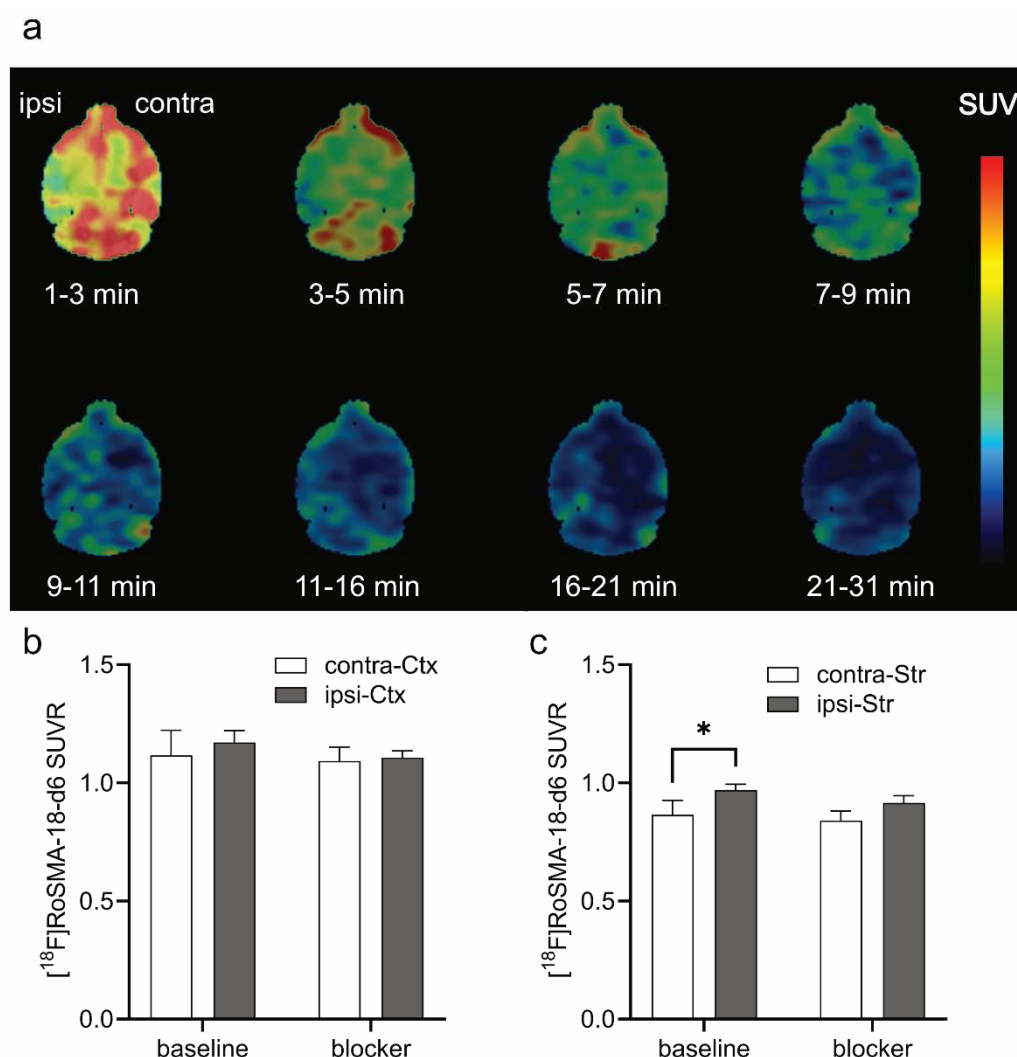 a
ipsi contra SUV
1-3 min 3-5 min 5-7 min 7-9 min
9-11 min 11-16 min 16-21 min 21-31 min
b
[¹⁸F]RoSMA-18-d6 SUVR
1.5
1.0
0.5
0.0
contra-Ctx
ipsi-Ctx
baseline blocker
c
[¹⁸F]RoSMA-18-d6 SUVR
1.5
1.0
0.5
0.0
contra-Str
ipsi-Str
*
baseline blocker